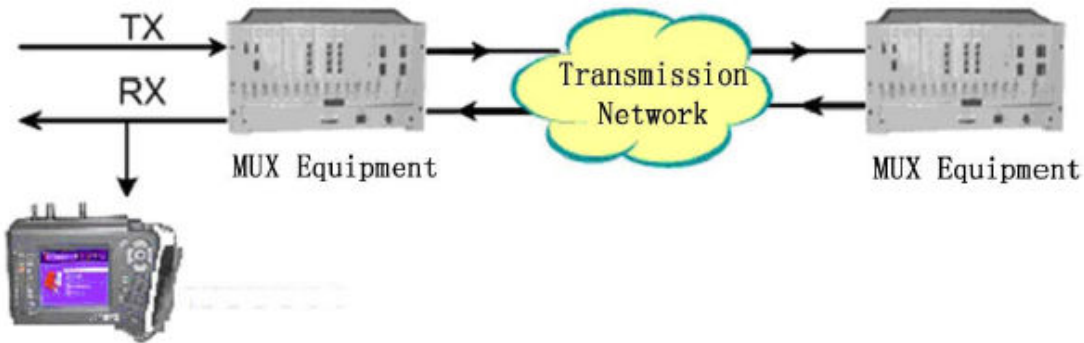 TX
RX
Transmission
Network
MUX Equipment
MUX Equipment